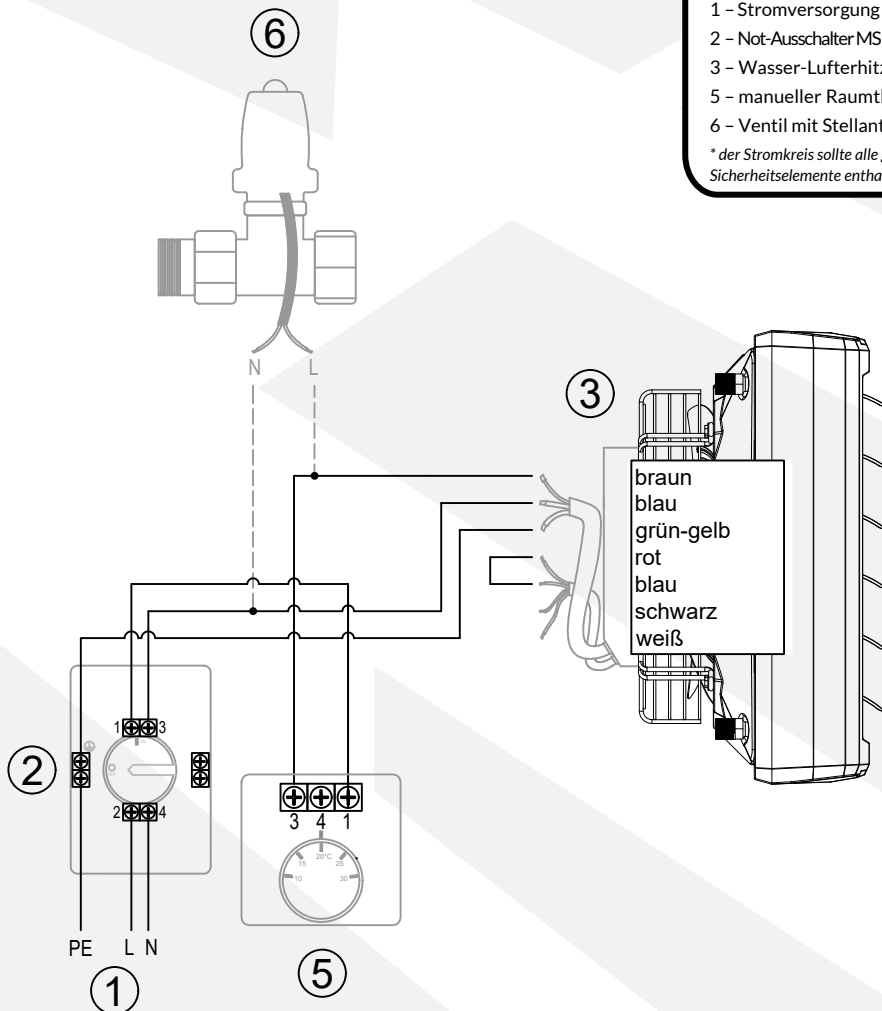 1 – Stromversorgung
2 – Not-Ausschalter MS
3 – Wasser-Lufterhitz
5 – manueller Raumt
6 – Ventil mit Stellant
* der Stromkreis sollte alle
Sicherheitselemente entha
6
N L
3
braun
blau
grün-gelb
rot
blau
schwarz
weiß
1 3
2
2 4
3 4 1
10 15 20°C 25 30
PE L N
1
5